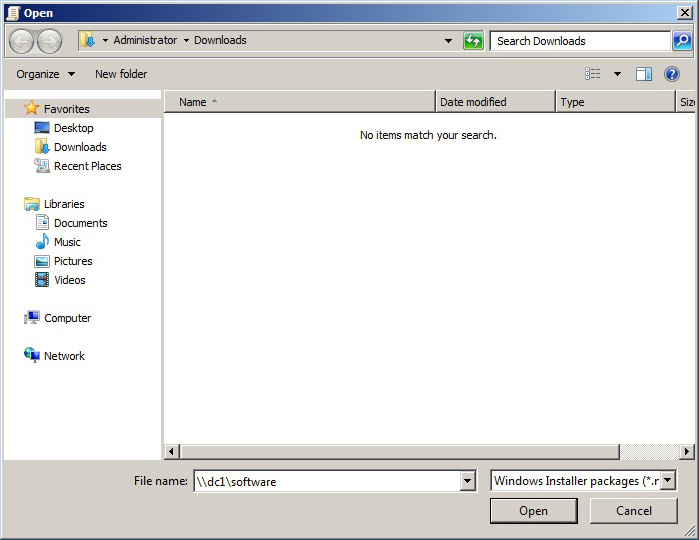 Open
Administrator Downloads Search Downloads
Organize New folder
Name Date modified Type Size
Favorites
Desktop
Downloads
Recent Places
Libraries
Documents
Music
Pictures
Videos
Computer
Network
No items match your search.
File name: \\dc1\software Windows Installer packages (*.m
Open Cancel